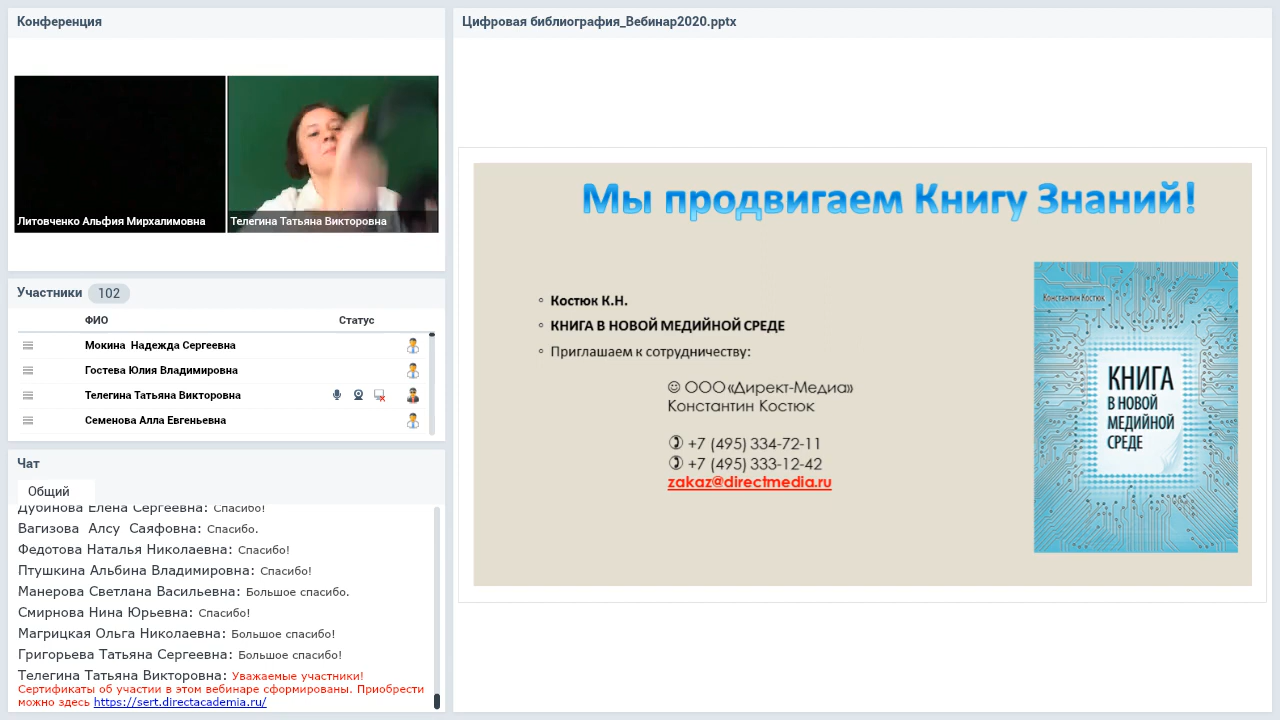 Конференция
Литовченко Альфия Мирхалимовна
Телегина Татьяна Викторовна
Участники 102
ФИО Статус
Мокина Надежда Сергеевна
Гостева Юлия Владимировна
Телегина Татьяна Викторовна
Семенова Алла Евгеньевна
Чат
Общий
Дубинова Елена Сергеевна: Спасибо!
Вагизова Алсу Саяфовна: Спасибо.
Федотова Наталья Николаевна: Спасибо!
Птушкина Альбина Владимировна: Спасибо!
Манерова Светлана Васильевна: Большое спасибо.
Смирнова Нина Юрьевна: Спасибо!
Магрицкая Ольга Николаевна: Большое спасибо!
Григорьева Татьяна Сергеевна: Большое спасибо!
Телегина Татьяна Викторовна: Уважаемые участники!
Сертификаты об участии в этом вебинаре сформированы. Приобрести
можно здесь https://sert.directacademia.ru/
Цифровая библиография_Вебинар2020.pptx
Мы продвигаем Книгу Знаний!
Костюк К.Н.
КНИГА В НОВОЙ МЕДИЙНОЙ СРЕДЕ
Приглашаем к сотрудничеству:
☺ ООО «Директ-Медиа»
Константин Костюк
✆ +7 (495) 334-72-11
✆ +7 (495) 333-12-42
zakaz@directmedia.ru
Константин Костюк
КНИГА
В НОВОЙ
МЕДИЙНОЙ
СРЕДЕ